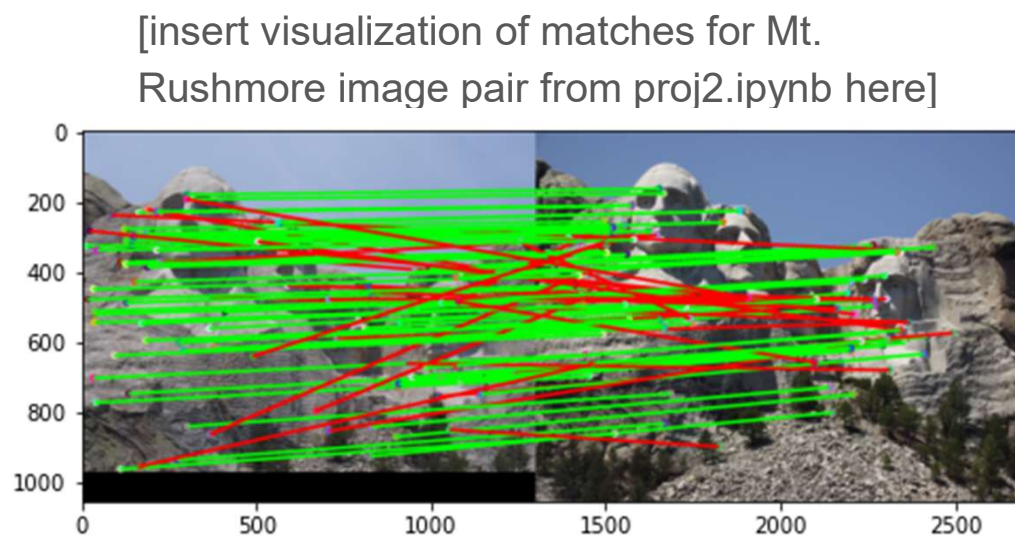 [insert visualization of matches for Mt.
Rushmore image pair from proj2.ipynb here]
0
200
400
600
800
1000
0 500 1000 1500 2000 2500